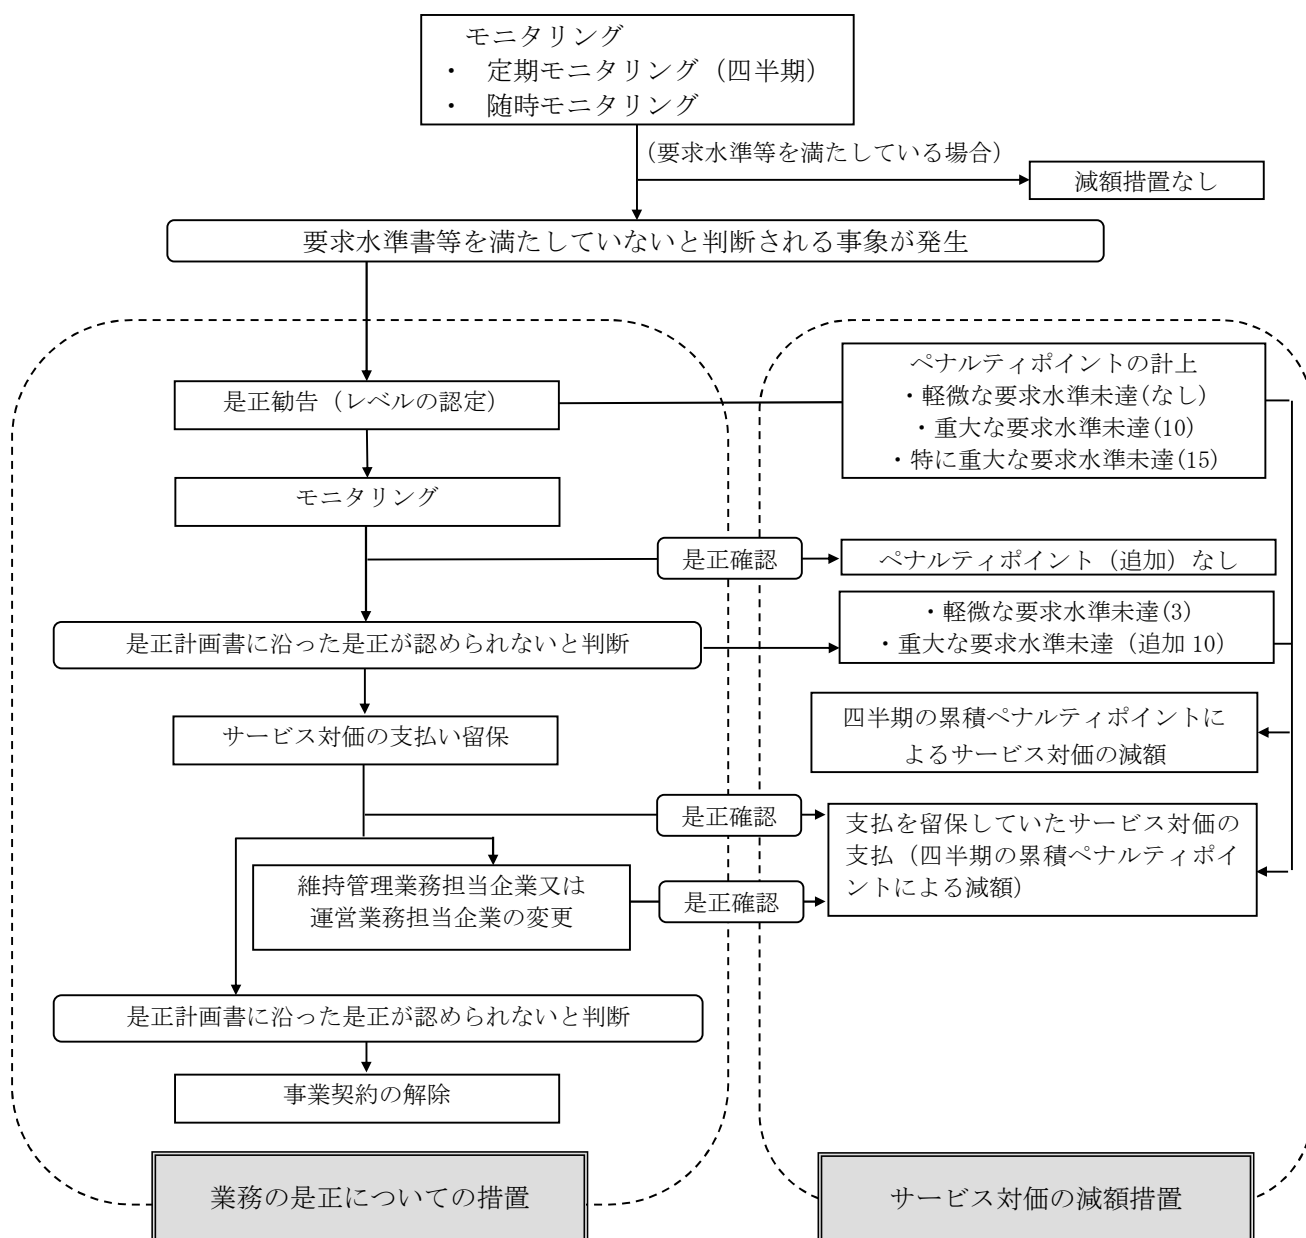 モニタリング
・ 定期モニタリング（四半期）
・ 随時モニタリング
（要求水準等を満たしている場合）
減額措置なし
要求水準書等を満たしていないと判断される事象が発生
ペナルティポイントの計上
・軽微な要求水準未達(なし)
・重大な要求水準未達(10)
・特に重大な要求水準未達(15)
是正勧告（レベルの認定）
モニタリング
是正確認
ペナルティポイント（追加）なし
・軽微な要求水準未達(3)
・重大な要求水準未達（追加 10）
是正計画書に沿った是正が認められないと判断
四半期の累積ペナルティポイントに
よるサービス対価の減額
サービス対価の支払い留保
是正確認
支払を留保していたサービス対価の
支払（四半期の累積ペナルティポイ
ントによる減額）
維持管理業務担当企業又は
運営業務担当企業の変更
是正確認
是正計画書に沿った是正が認められないと判断
事業契約の解除
業務の是正についての措置
サービス対価の減額措置